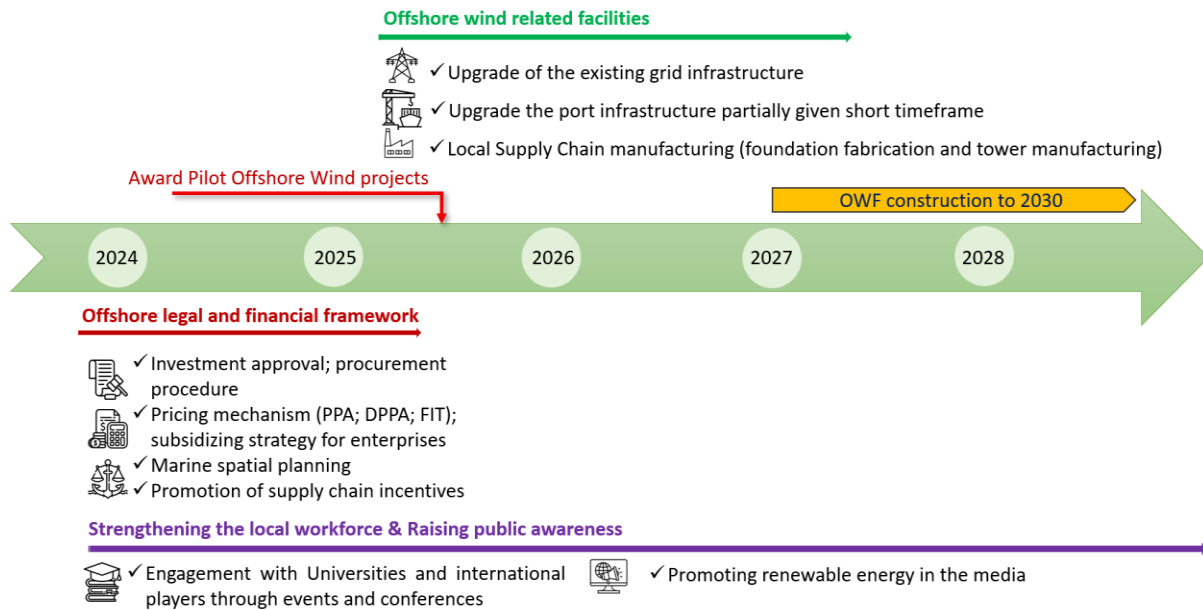 Offshore wind related facilities
✓ Upgrade of the existing grid infrastructure
✓ Upgrade the port infrastructure partially given short timeframe
✓ Local Supply Chain manufacturing (foundation fabrication and tower manufacturing)
Award Pilot Offshore Wind projects
OWF construction to 2030
2024
2025
2026
2027
2028
Offshore legal and financial framework
✓ Investment approval; procurement
procedure
✓ Pricing mechanism (PPA; DPPA; FIT);
subsidizing strategy for enterprises
✓ Marine spatial planning
✓ Promotion of supply chain incentives
Strengthening the local workforce & Raising public awareness
✓ Engagement with Universities and international
players through events and conferences
✓ Promoting renewable energy in the media